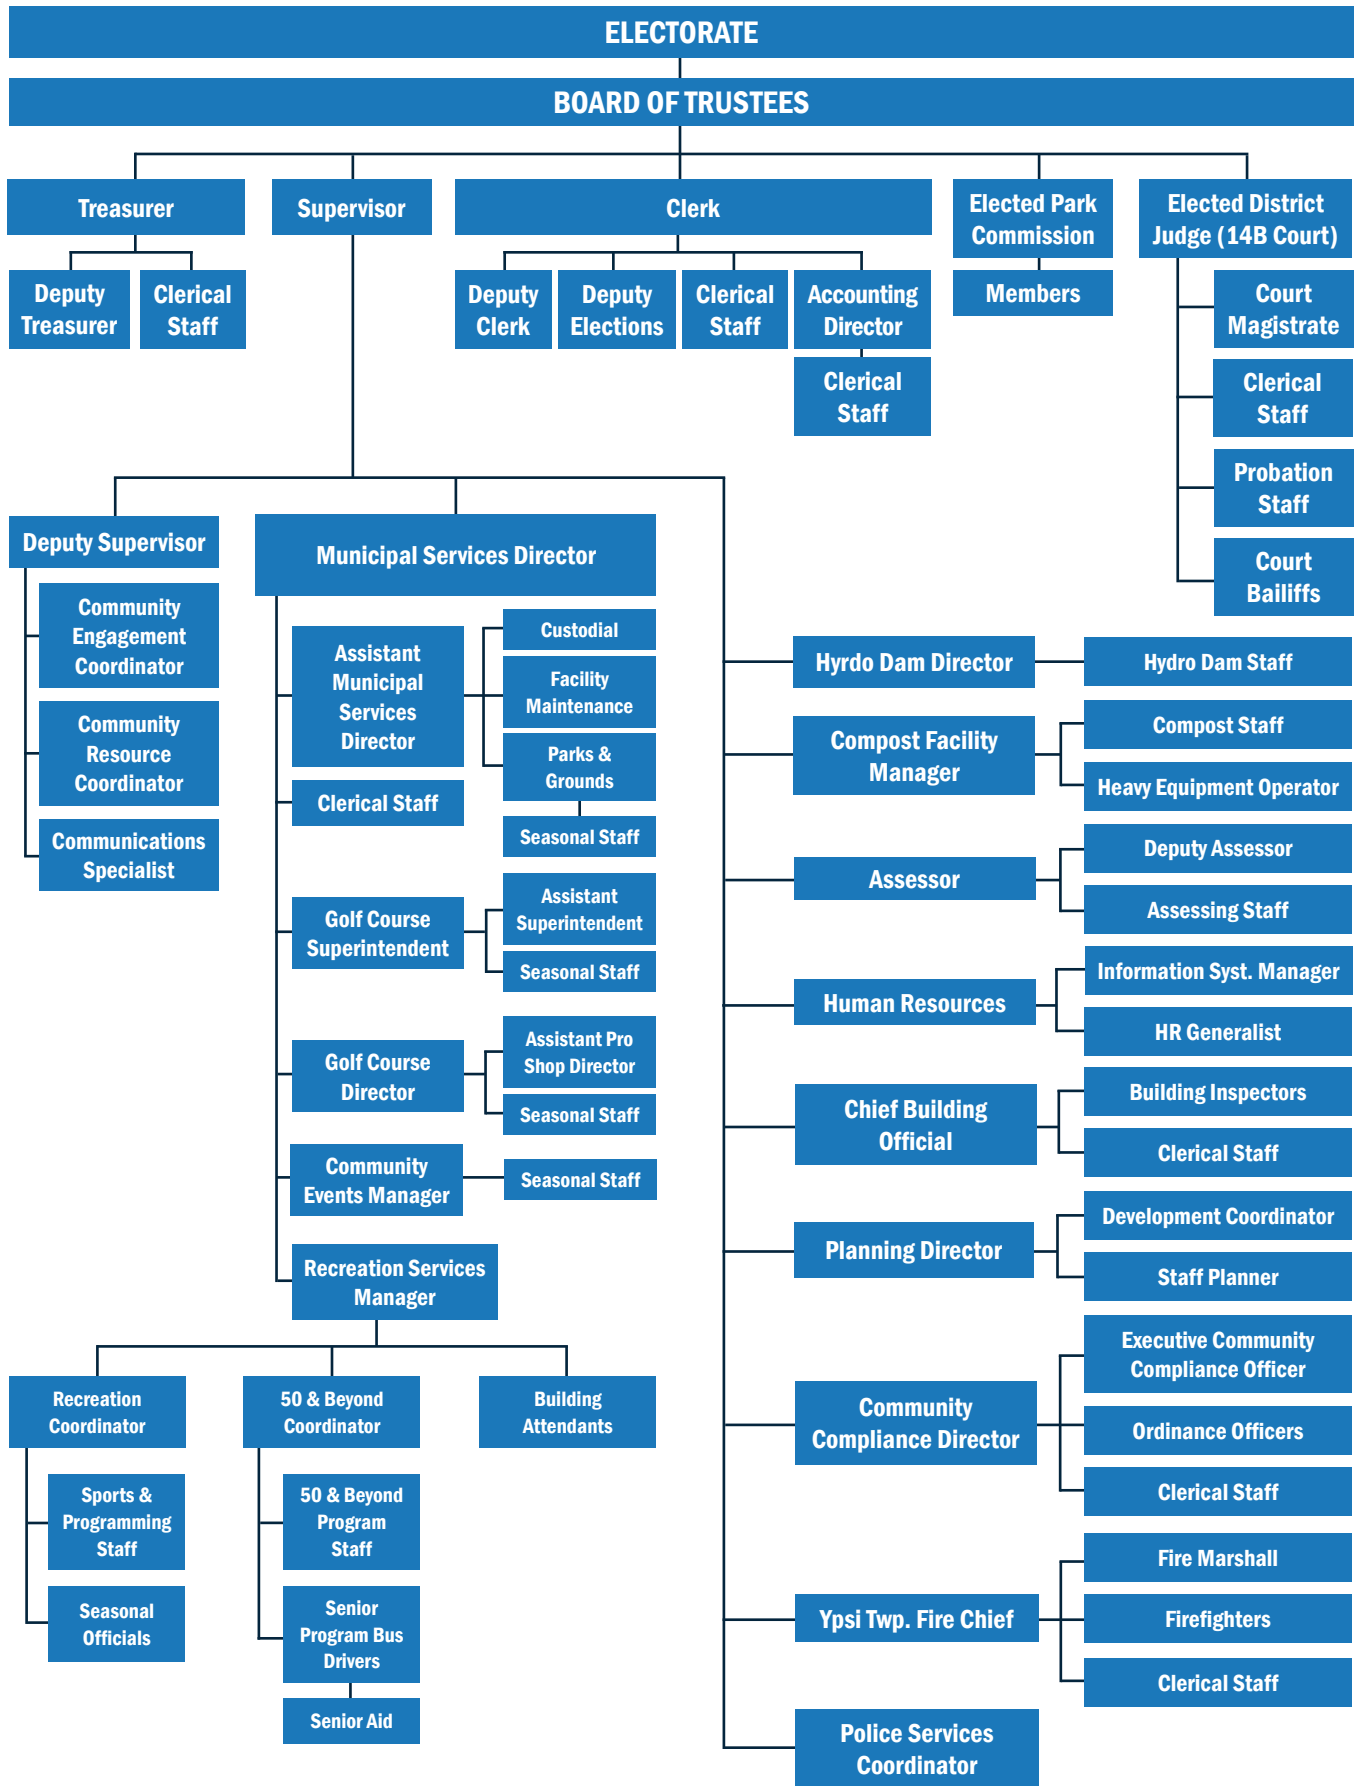 ELECTORATE
BOARD OF TRUSTEES
Treasurer
Supervisor
Clerk
Elected Park
Commission
Elected District
Judge (14B Court)
Deputy
Treasurer
Clerical
Staff
Deputy
Clerk
Deputy
Elections
Clerical
Staff
Accounting
Director
Clerical
Staff
Members
Court
Magistrate
Clerical
Staff
Probation
Staff
Court
Bailiffs
Deputy Supervisor
Community
Engagement
Coordinator
Community
Resource
Coordinator
Communications
Specialist
Municipal Services Director
Assistant
Municipal
Services
Director
Custodial
Facility
Maintenance
Parks &
Grounds
Seasonal Staff
Clerical Staff
Golf Course
Superintendent
Assistant
Superintendent
Seasonal Staff
Golf Course
Director
Assistant Pro
Shop Director
Seasonal Staff
Community
Events Manager
Seasonal Staff
Recreation Services
Manager
Recreation
Coordinator
Sports &
Programming
Staff
Seasonal
Officials
50 & Beyond
Coordinator
50 & Beyond
Program
Staff
Senior
Program Bus
Drivers
Senior Aid
Building
Attendants
Hyrdo Dam Director
Hydro Dam Staff
Compost Facility
Manager
Compost Staff
Heavy Equipment Operator
Assessor
Deputy Assessor
Assessing Staff
Human Resources
Information Syst. Manager
HR Generalist
Chief Building
Official
Building Inspectors
Clerical Staff
Planning Director
Development Coordinator
Staff Planner
Community
Compliance Director
Executive Community
Compliance Officer
Ordinance Officers
Clerical Staff
Ypsi Twp. Fire Chief
Fire Marshall
Firefighters
Clerical Staff
Police Services
Coordinator